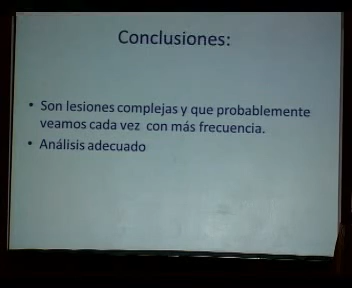 Conclusiones:
• Son lesiones complejas y que probablemente
veamos cada vez con más frecuencia.
• Análisis adecuado